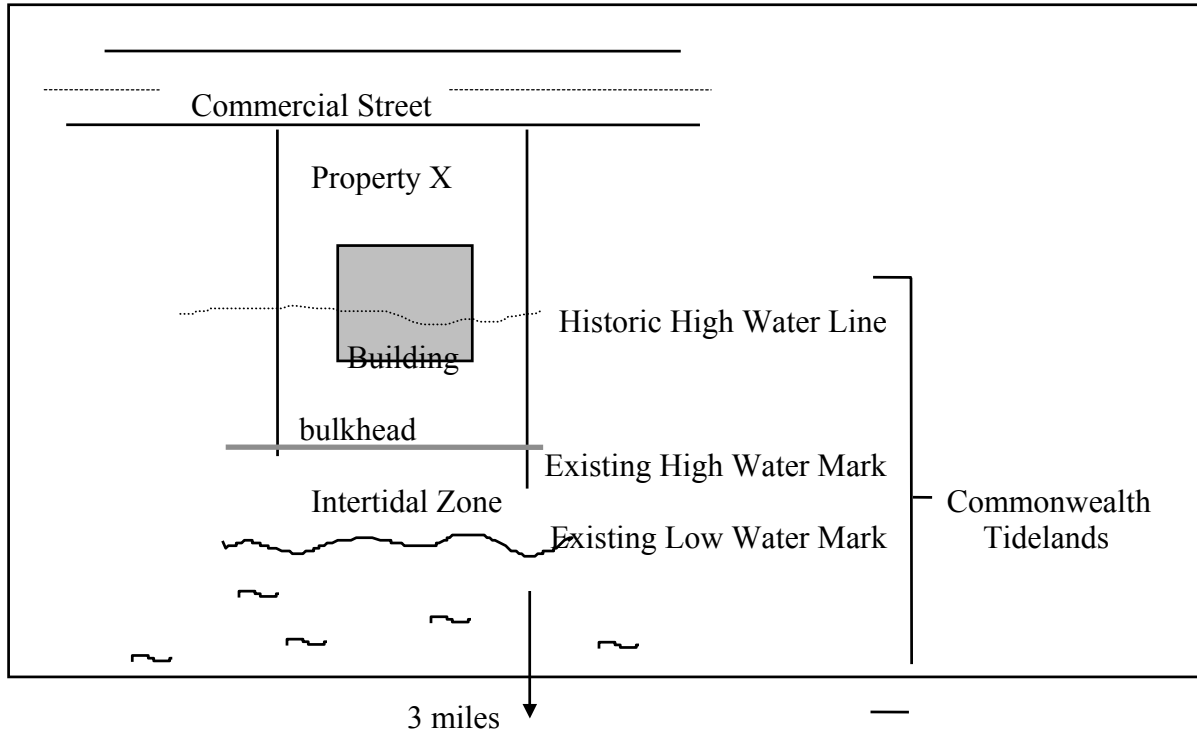 Commercial Street
Property X
Historic High Water Line
Building
bulkhead
Existing High Water Mark
Intertidal Zone
Commonwealth
Tidelands
Existing Low Water Mark
3 miles